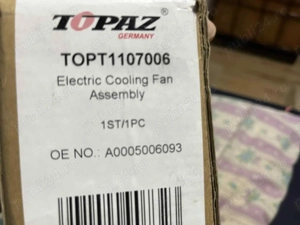 TOPAZ
GERMANY
TOPT1107006
Electric Cooling Fan
Assembly
1ST/1PC
OE NO.: A0005006093